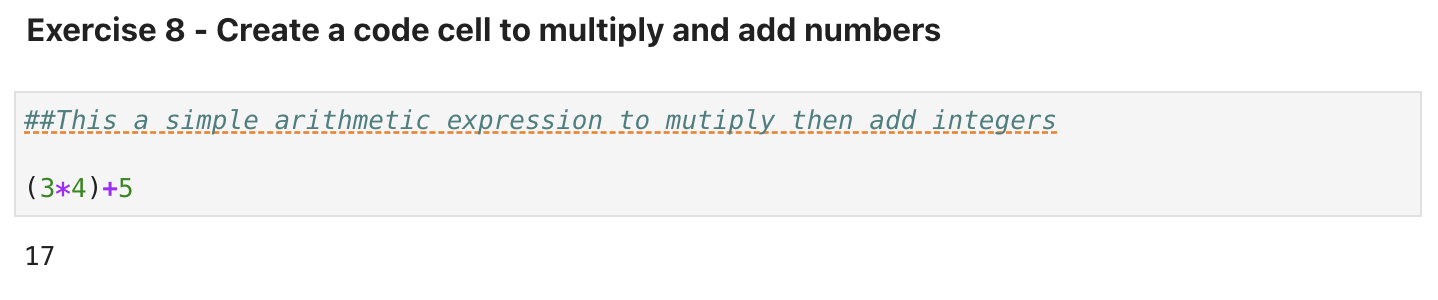 Exercise 8 - Create a code cell to multiply and add numbers
##This a simple arithmetic expression to mutiply then add integers
(3*4)+5
17